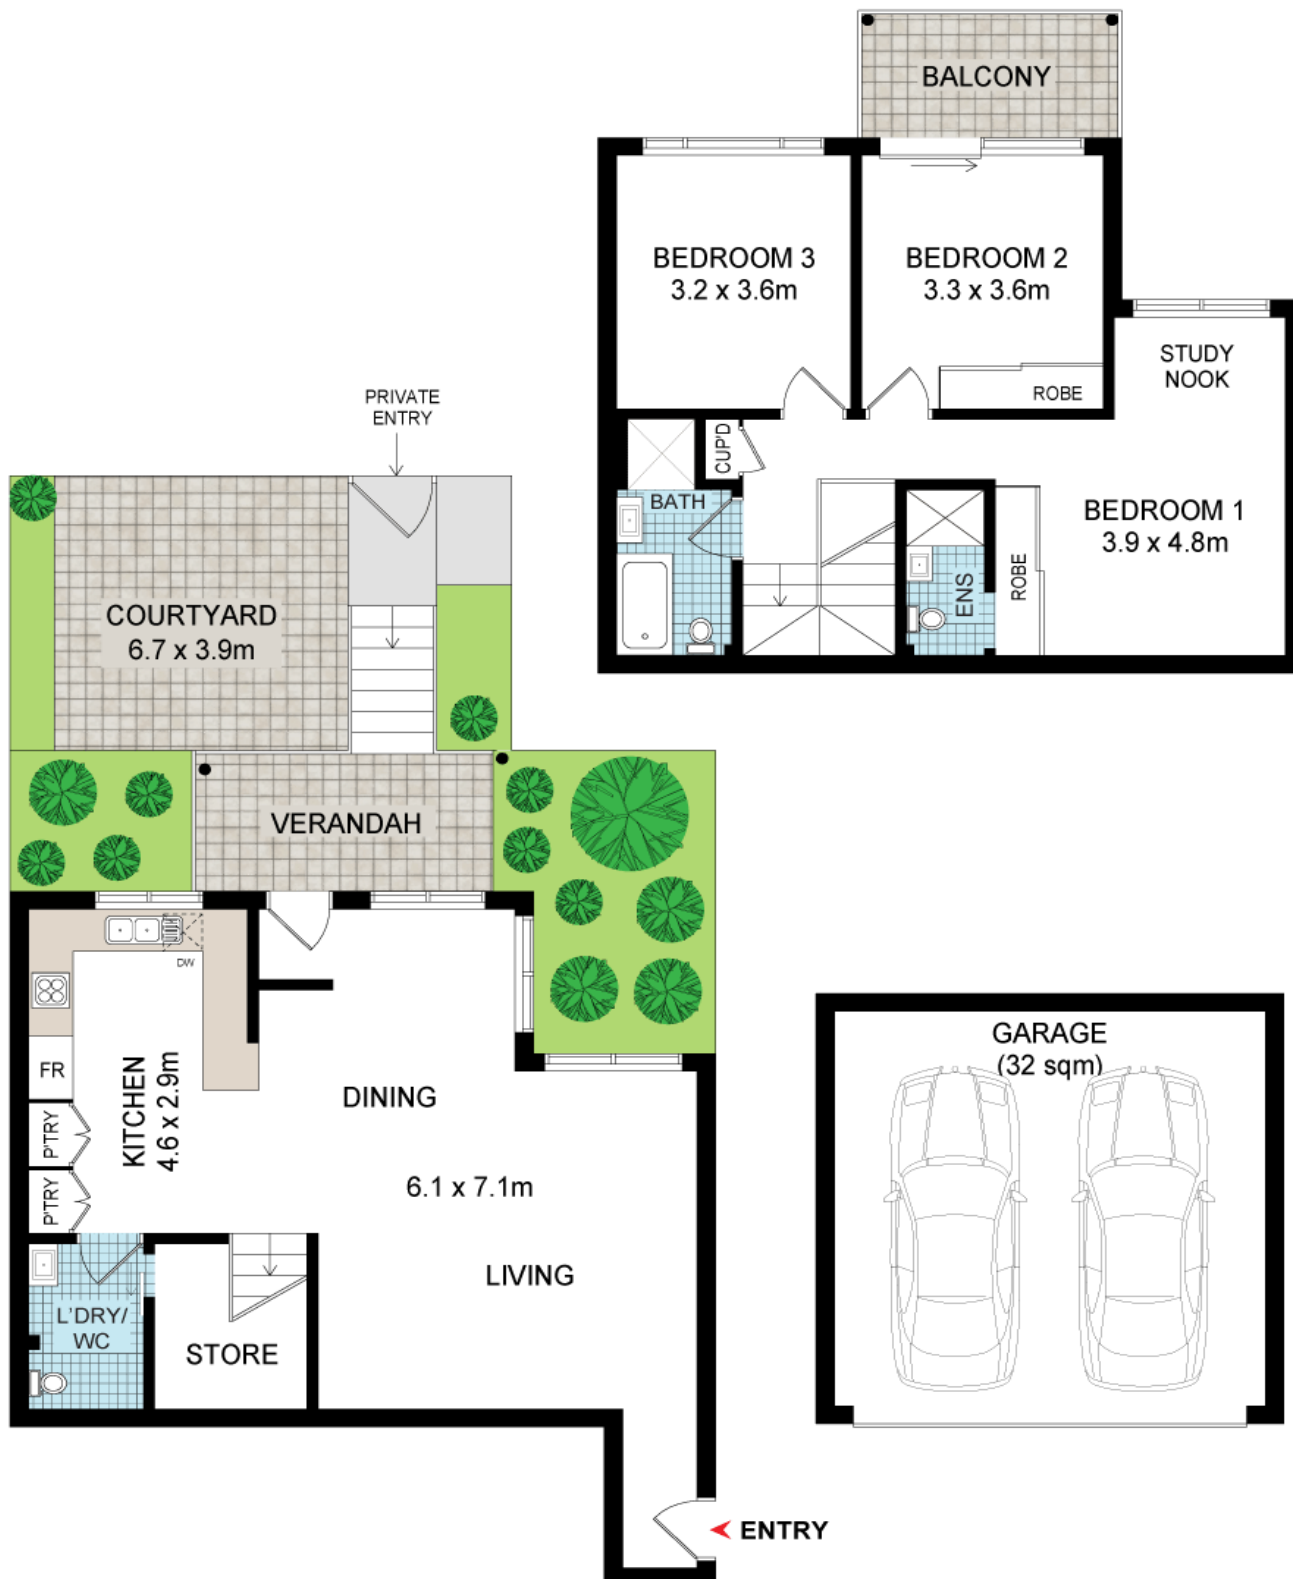 BALCONY
BEDROOM 3
3.2 x 3.6m
BEDROOM 2
3.3 x 3.6m
STUDY
NOOK
ROBE
CUP'D
BATH
BEDROOM 1
3.9 x 4.8m
ENS
ROBE
PRIVATE
ENTRY
COURTYARD
6.7 x 3.9m
VERANDAH
DW
FR
P'TRY
P'TRY
KITCHEN
4.6 x 2.9m
DINING
6.1 x 7.1m
LIVING
L'DRY/
WC
STORE
ENTRY
GARAGE
(32 sqm)